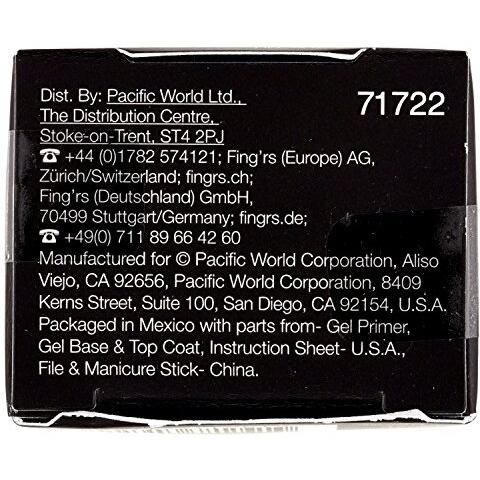 Dist. By: Pacific World Ltd.,
71722
The Distribution Centre,
Stoke-on-Trent, ST4 2PJ
☎ +44 (0)1782 574121; Fing'rs (Europe) AG,
Zürich/Switzerland; fingrs.ch;
Fing'rs (Deutschland) GmbH,
70499 Stuttgart/Germany; fingrs.de;
☎ +49(0) 711 89 66 42 60
Manufactured for © Pacific World Corporation, Aliso
Viejo, CA 92656, Pacific World Corporation, 8409
Kerns Street, Suite 100, San Diego, CA 92154, U.S.A.
Packaged in Mexico with parts from- Gel Primer,
Gel Base & Top Coat, Instruction Sheet- U.S.A.,
File & Manicure Stick- China.